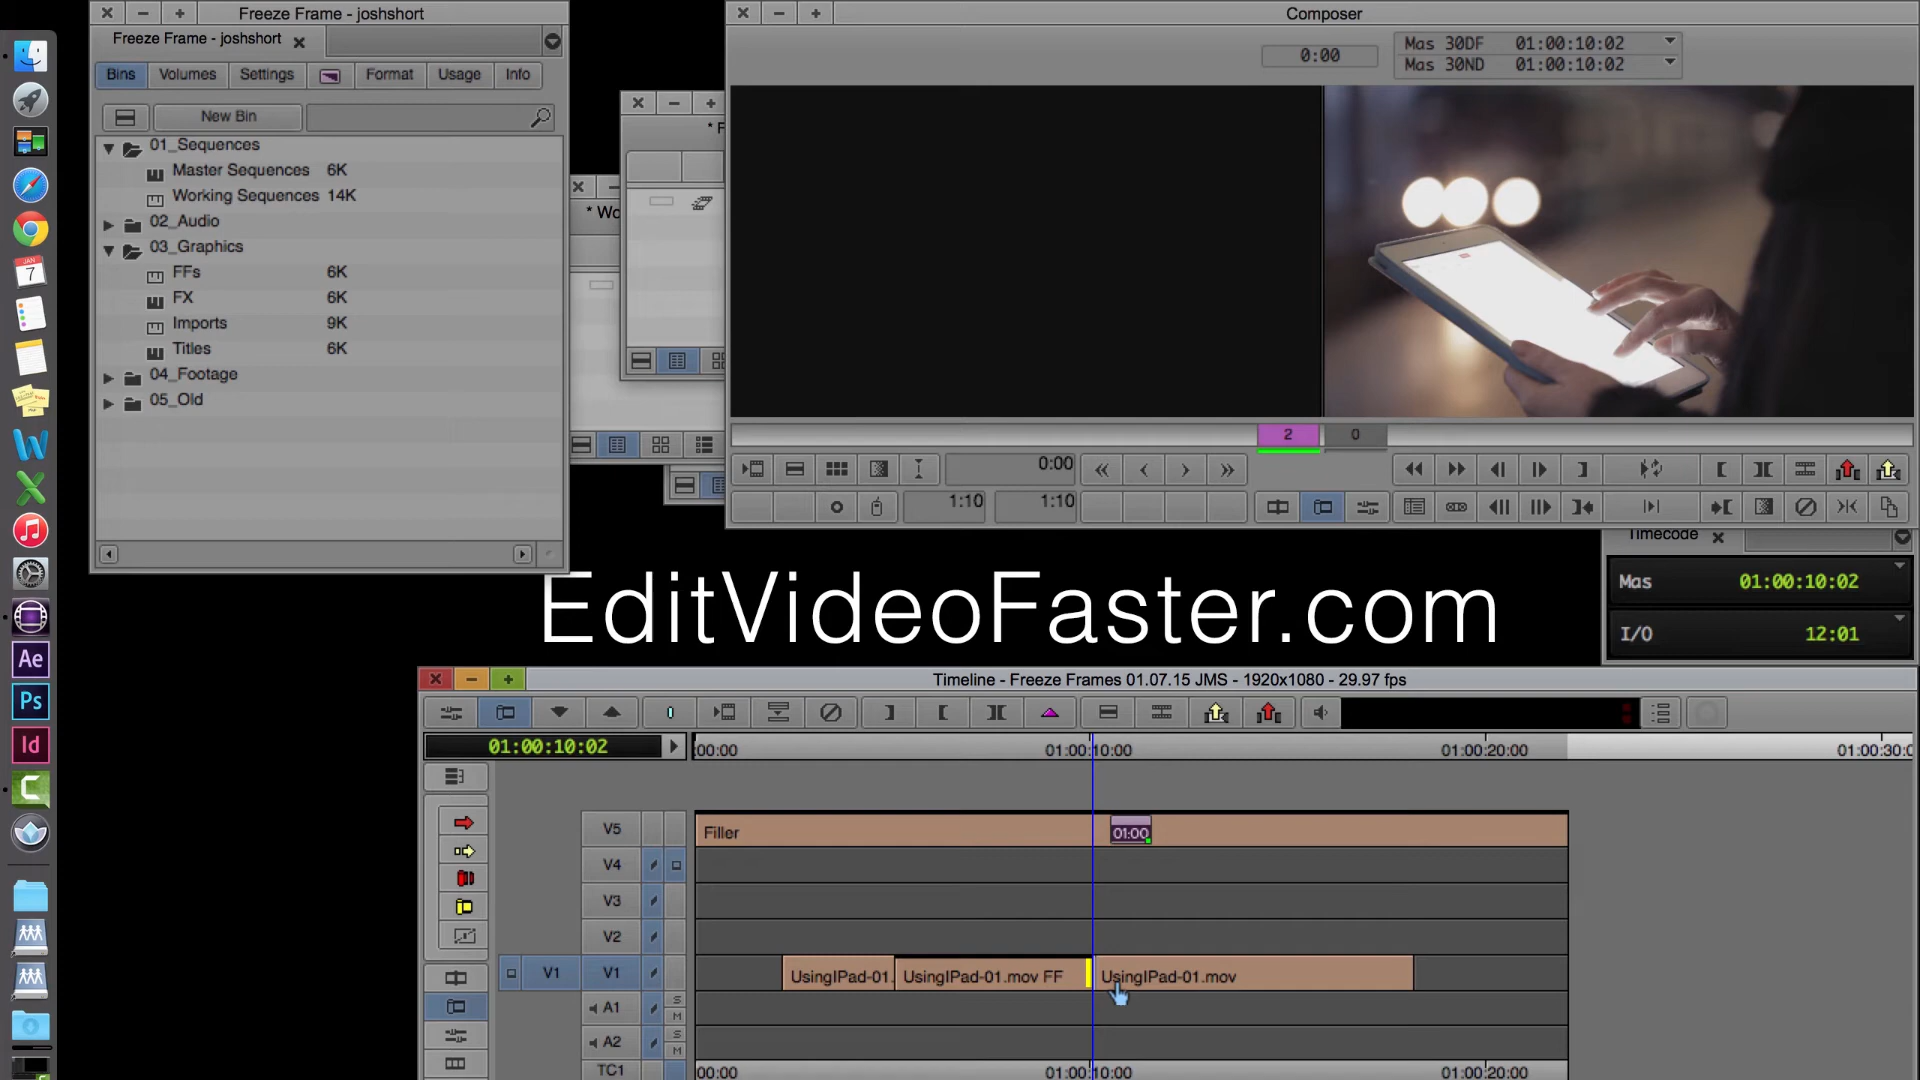 Freeze Frame - joshshort
Freeze Frame - joshshort
Bins Volumes Settings Format Usage Info
New Bin
01_Sequences
Master Sequences 6K
Working Sequences 14K
02_Audio
03_Graphics
FFs 6K
FX 6K
Imports 9K
Titles 6K
04_Footage
05_Old
JAN
7
W
X
Ae
Ps
Id
* F
* Wo
Composer
0:00
Mas 30DF 01:00:10:02
Mas 30ND 01:00:10:02
2 0
0:00
1:10 1:10
Timecode
Mas 01:00:10:02
I/O 12:01
EditVideoFaster.com
Timeline - Freeze Frames 01.07.15 JMS - 1920x1080 - 29.97 fps
01:00:10:02
:00:00 01:00:10:00 01:00:20:00 01:00:30:0
V5 Filler 01:00
V4
V3
V2
V1 V1 UsingIPad-01. UsingIPad-01.mov FF UsingIPad-01.mov
A1 S M
A2 S M
TC1 :00:00 01:00:10:00 01:00:20:00